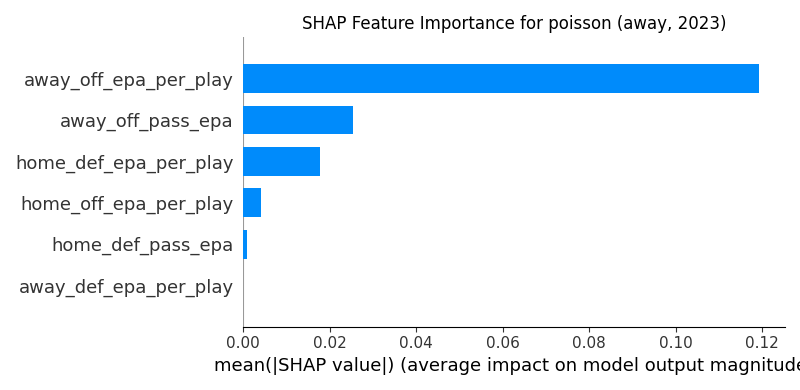 SHAP Feature Importance for poisson (away, 2023)
away_off_epa_per_play
away_off_pass_epa
home_def_epa_per_play
home_off_epa_per_play
home_def_pass_epa
away_def_epa_per_play
0.00 0.02 0.04 0.06 0.08 0.10 0.12
mean(|SHAP value|) (average impact on model output magnitude